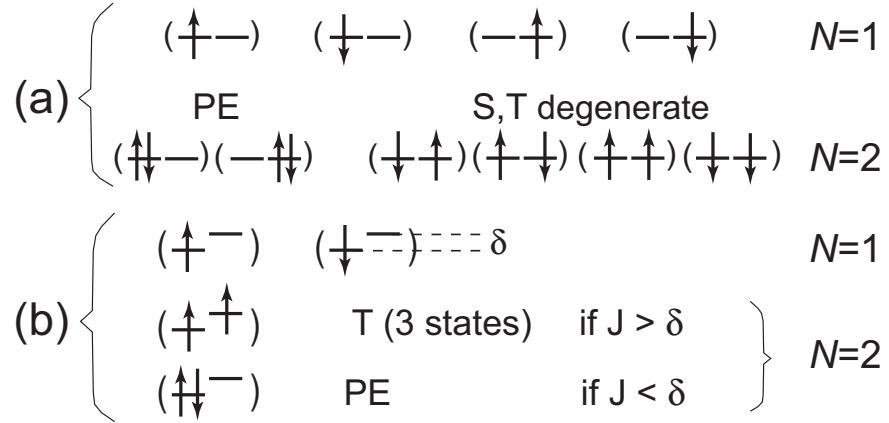 (a)
N=1
PE S,T degenerate
N=2
(b)
δ N=1
T (3 states) if J > δ
N=2
PE if J < δ